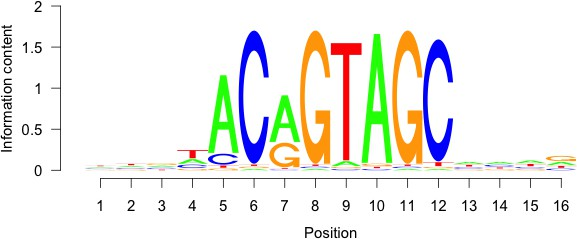 Information content
2
1.5
1
0.5
0
T A C A G T A G C
C G
1 2 3 4 5 6 7 8 9 10 11 12 13 14 15 16
Position